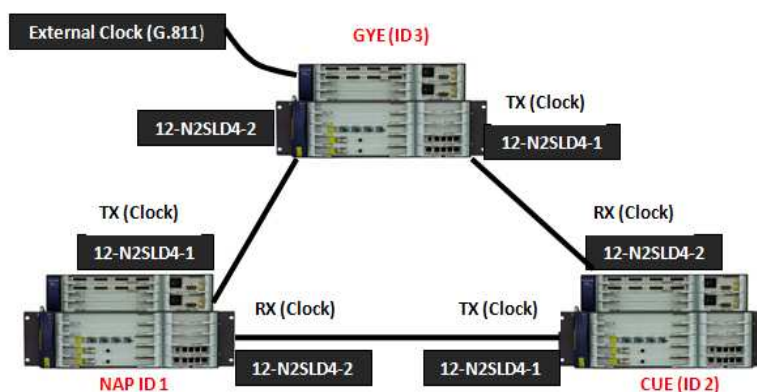 External Clock (G.811)
GYE (ID 3)
12-N2SLD4-2
TX (Clock)
12-N2SLD4-1
TX (Clock)
12-N2SLD4-1
RX (Clock)
12-N2SLD4-2
RX (Clock)
TX (Clock)
12-N2SLD4-2
12-N2SLD4-1
NAP ID 1
CUE (ID 2)